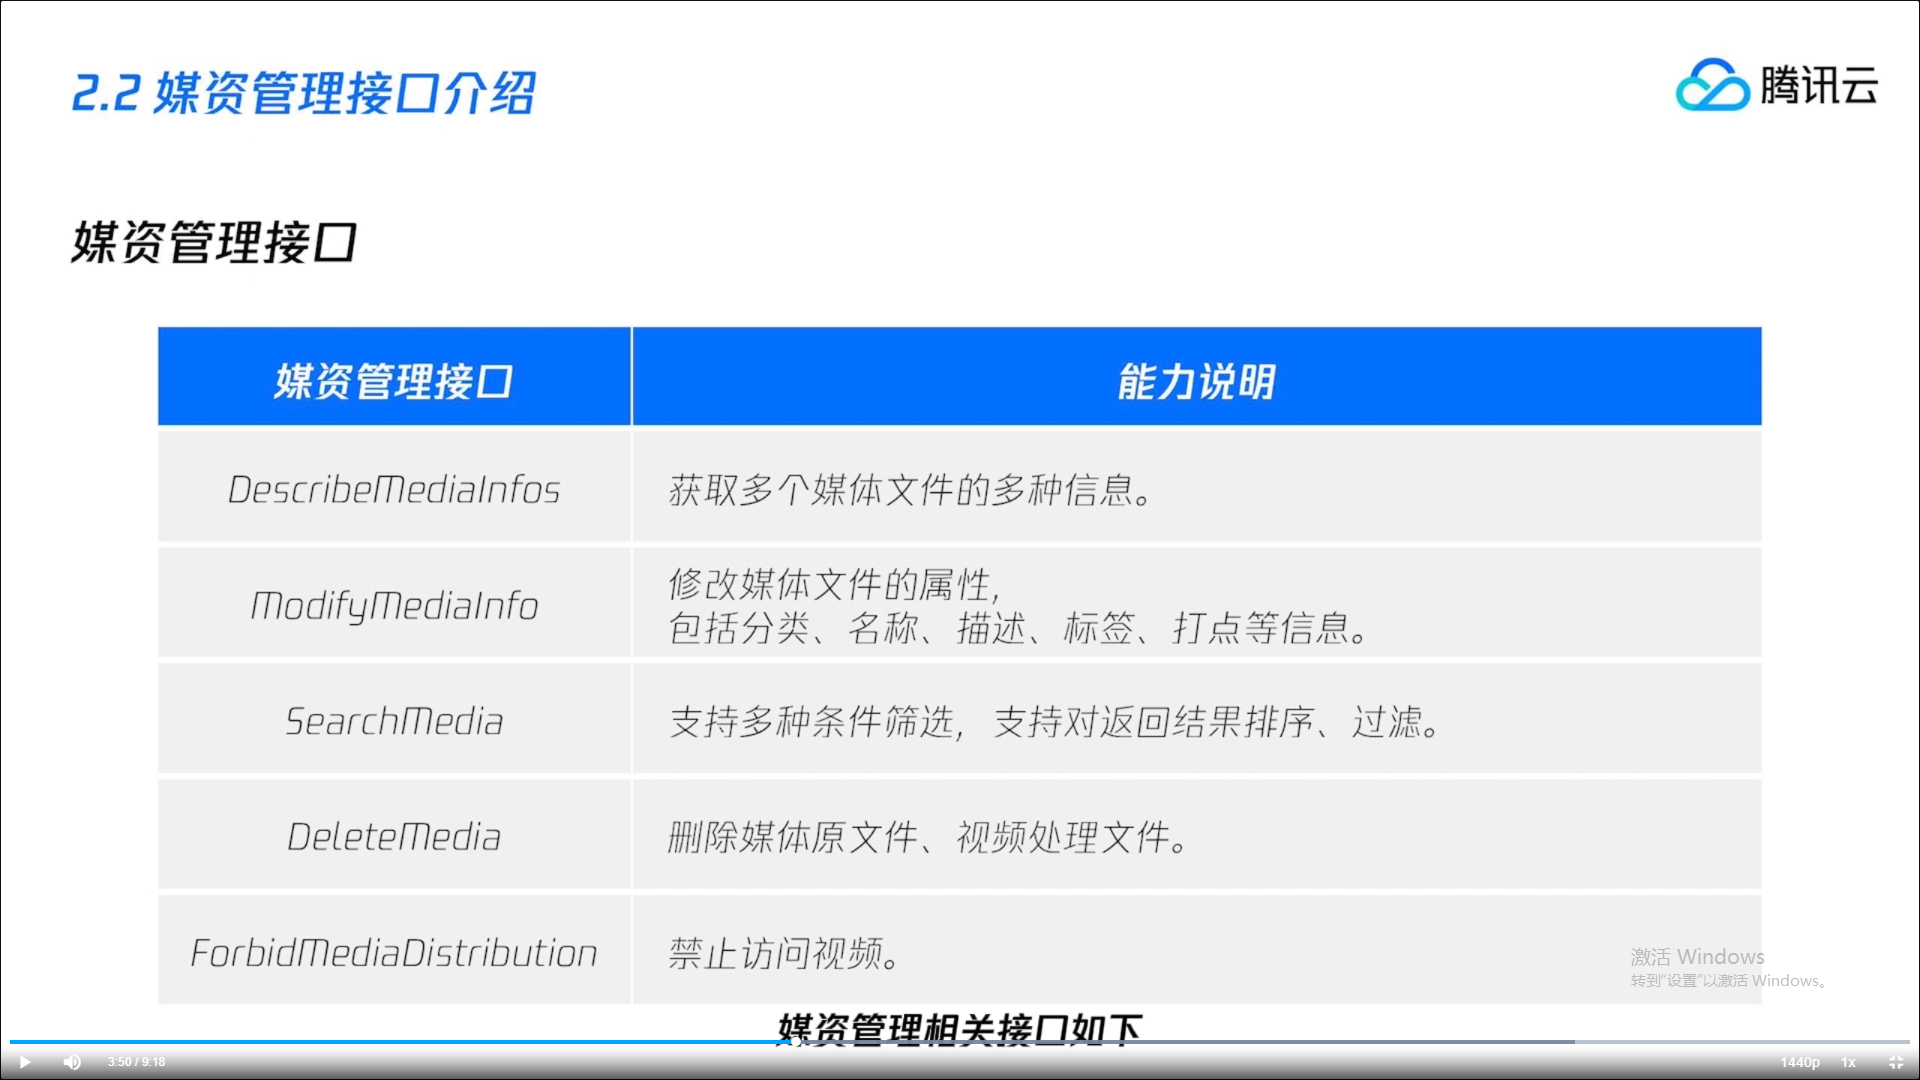 2.2 媒资管理接口介绍
腾讯云
媒资管理接口
媒资管理接口 能力说明
DescribeMediaInfos 获取多个媒体文件的多种信息。
ModifyMediaInfo 修改媒体文件的属性,
包括分类、名称、描述、标签、打点等信息。
SearchMedia 支持多种条件筛选, 支持对返回结果排序、过滤。
DeleteMedia 删除媒体原文件、视频处理文件。
ForbidMediaDistribution 禁止访问视频。
激活 Windows
转到"设置"以激活 Windows。
媒资管理相关接口如下
3:50 / 9:18 1440p 1x